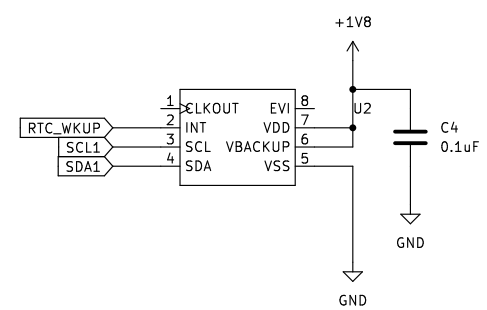 +1V8
1 CLKOUT EVI 8 U2
RTC_WKUP 2 INT VDD 7
SCL1 3 SCL VBACKUP 6
SDA1 4 SDA VSS 5
C4
0.1uF
GND
GND